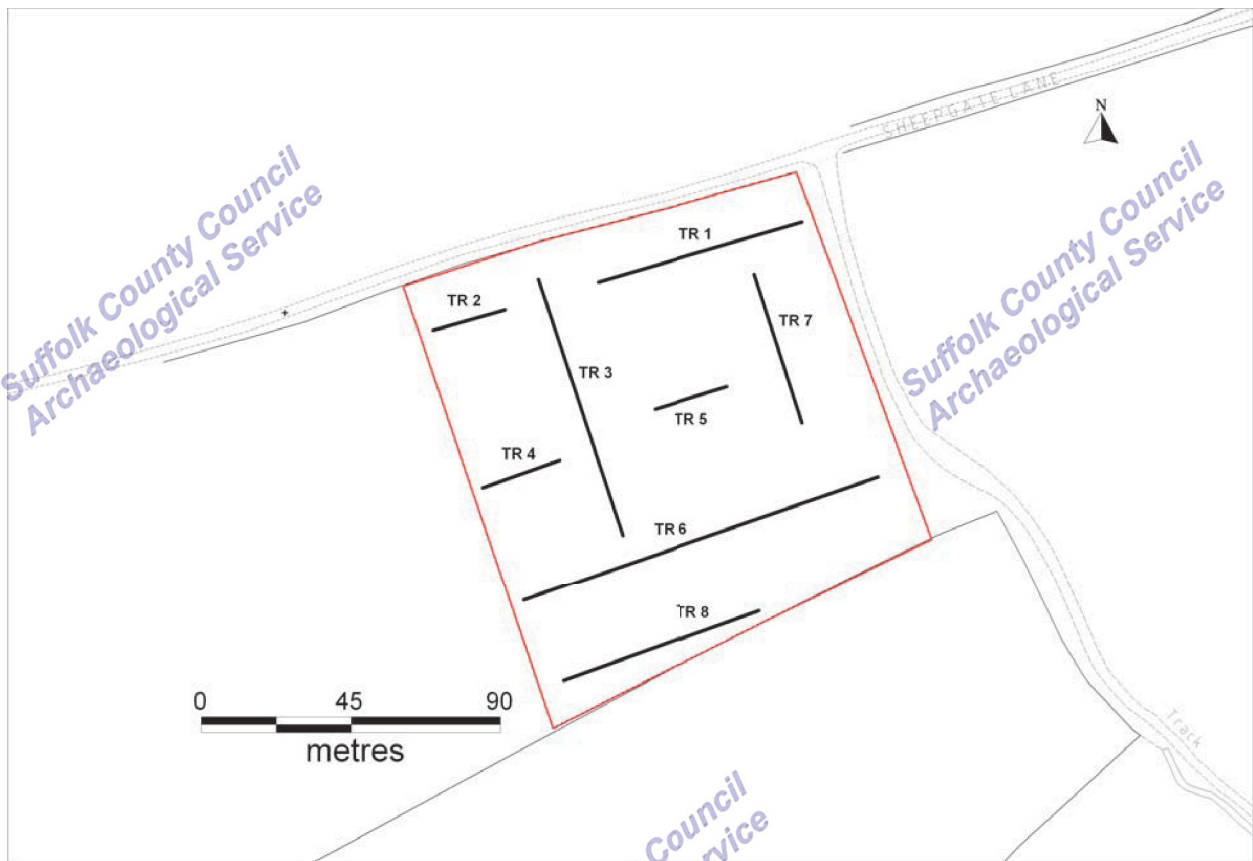 SHEEPGATE LANE
N
Suffolk County Council
Archaeological Service
Suffolk County Council
Archaeological Service
TR 1
TR 2
TR 7
TR 3
TR 5
TR 4
TR 6
TR 8
0 45 90
metres
Track
Council
rvice